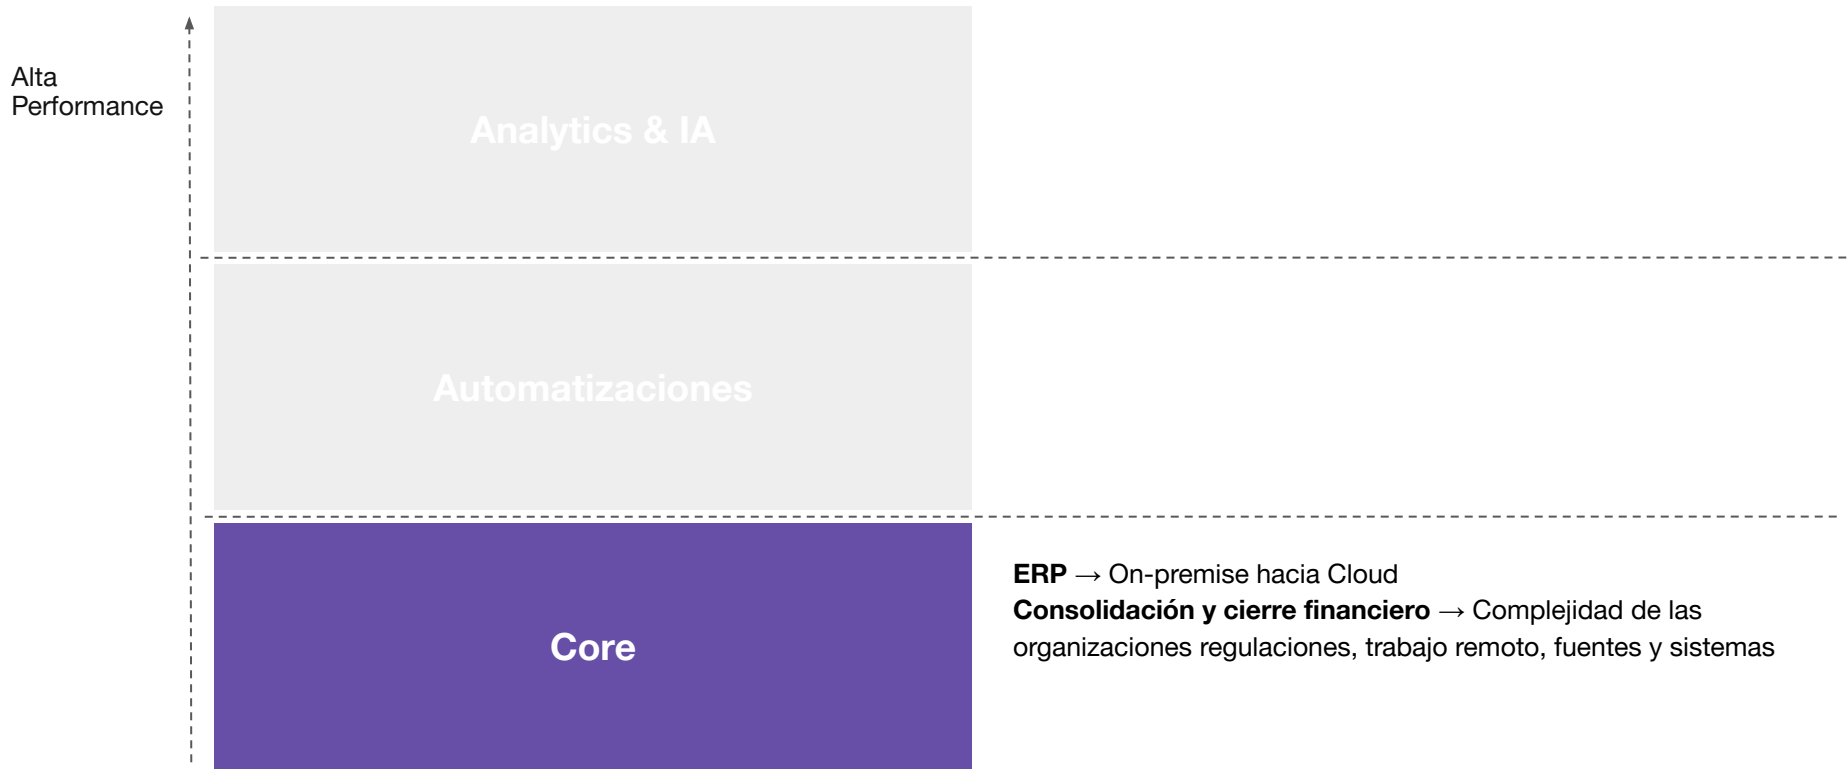 Alta
Performance
Analytics & IA
Automatizaciones
Core
ERP → On-premise hacia Cloud
Consolidación y cierre financiero → Complejidad de las
organizaciones regulaciones, trabajo remoto, fuentes y sistemas